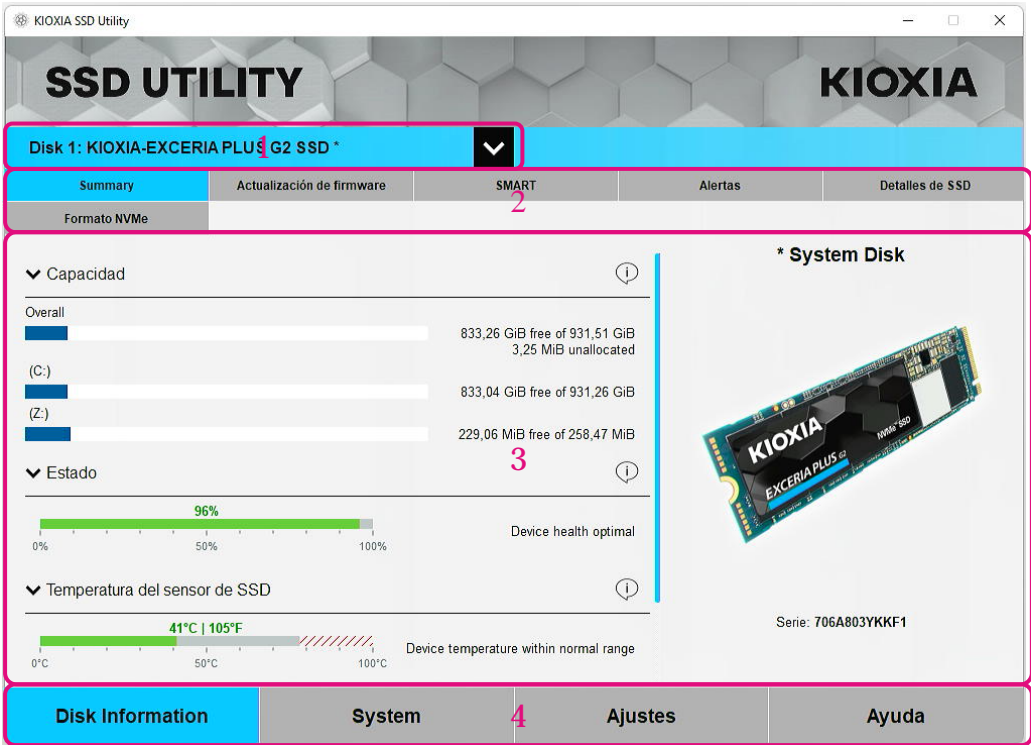 KIOXIA SSD Utility
SSD UTILITY
KIOXIA
Disk 1: KIOXIA-EXCERIA PLUS G2 SSD *
1
Summary
Actualización de firmware
SMART
Alertas
Detalles de SSD
Formato NVMe
2
Capacidad
Overall
833,26 GiB free of 931,51 GiB
3,25 MiB unallocated
(C:)
833,04 GiB free of 931,26 GiB
(Z:)
229,06 MiB free of 258,47 MiB
3
Estado
96%
0%
50%
100%
Device health optimal
Temperatura del sensor de SSD
41°C | 105°F
0°C
50°C
100°C
Device temperature within normal range
* System Disk
KIOXIA
NVMe™ SSD
EXCERIA PLUS G2
Serie: 706A803YKKF1
Disk Information
System
4
Ajustes
Ayuda